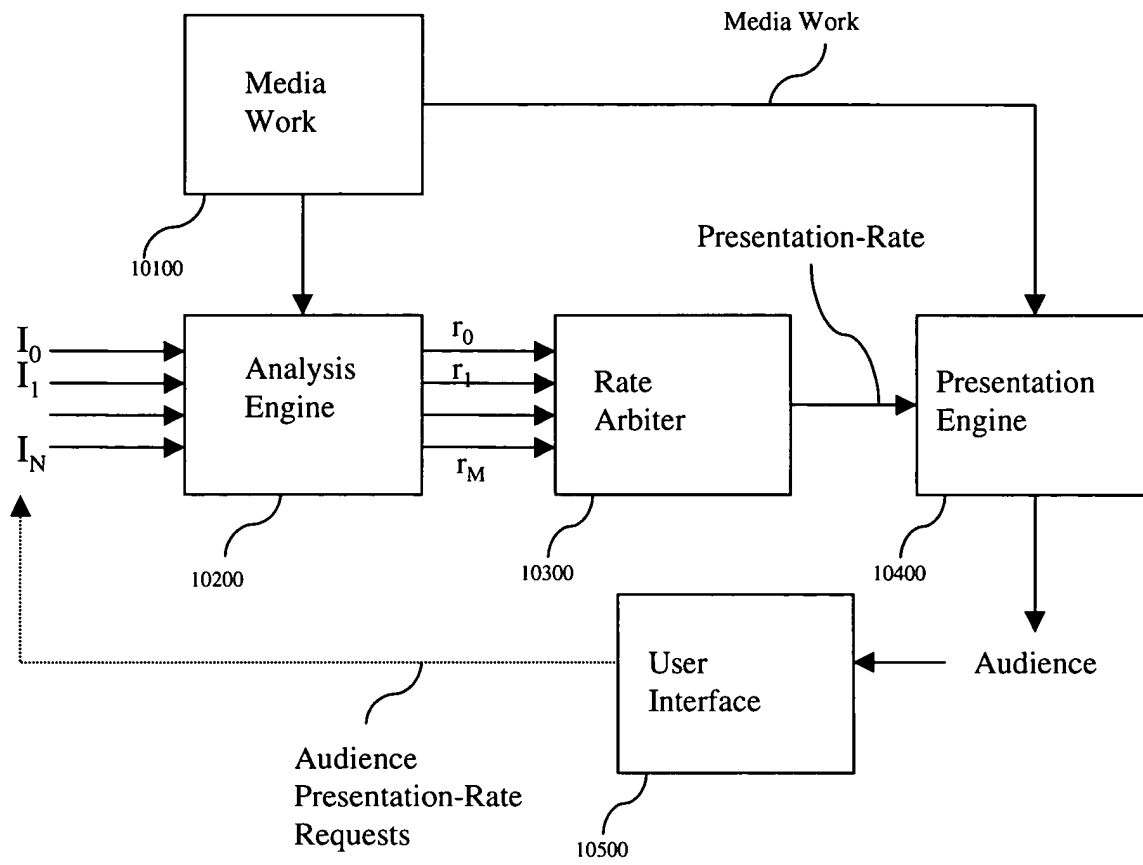 Media Work
Media
Work
10100
Presentation-Rate
I0
I1
IN
Analysis
Engine
r0
r1
rM
Rate
Arbiter
Presentation
Engine
10200
10300
10400
User
Interface
Audience
Audience
Presentation-Rate
Requests
10500